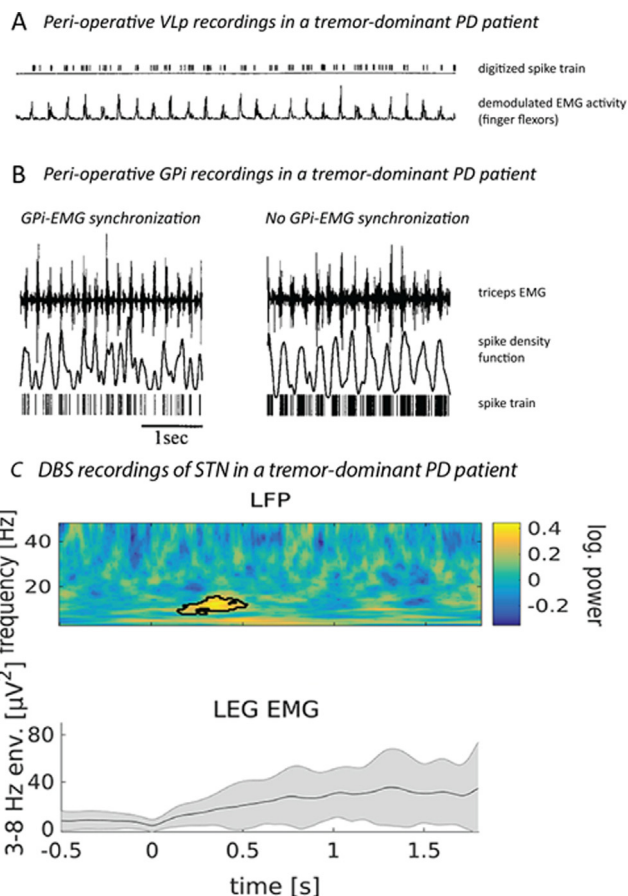 A Peri-operative VLp recordings in a tremor-dominant PD patient
digitized spike train
demodulated EMG activity
(finger flexors)
B Peri-operative GPi recordings in a tremor-dominant PD patient
GPi-EMG synchronization No GPi-EMG synchronization
triceps EMG
spike density
function
spike train
1sec
C DBS recordings of STN in a tremor-dominant PD patient
LFP
frequency [Hz]
40
20
0.4
0.2
0
-0.2
log. power
LEG EMG
3-8 Hz env. [µV²]
80
40
0
-0.5 0 0.5 1 1.5
time [s]